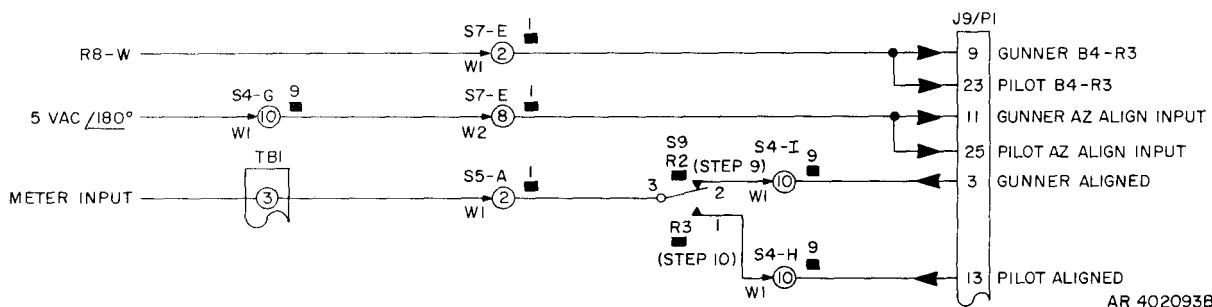 J9/P1
S7-E 1
R8-W W1 2 9 GUNNER B4-R3
23 PILOT B4-R3
S4-G 9 S7-E 1
5 VAC /180° W1 10 W2 8 11 GUNNER AZ ALIGN INPUT
25 PILOT AZ ALIGN INPUT
TB1 S9 S4-I 9
R2 (STEP 9)
S5-A 1
METER INPUT 3 W1 2 3 2 W1 10 3 GUNNER ALIGNED
1
R3
(STEP 10)
S4-H 9
W1 10 13 PILOT ALIGNED
AR 402093B